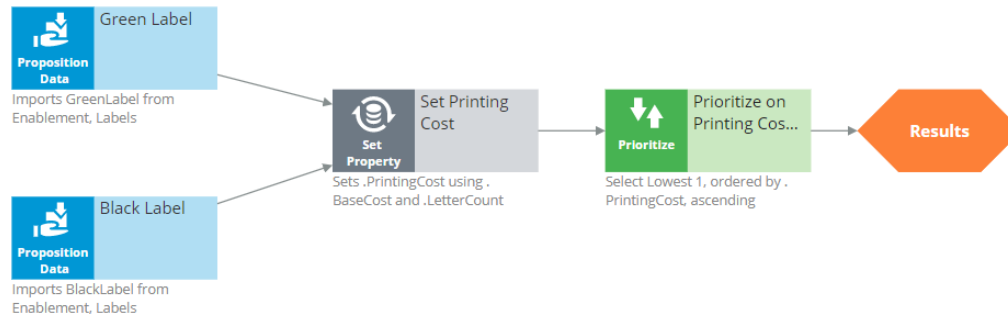 Green Label
Proposition
Data
Imports GreenLabel from
Enablement, Labels
Set Printing
Cost
Set
Property
Sets .PrintingCost using .
BaseCost and .LetterCount
Prioritize on
Printing Cos...
Prioritize
Select Lowest 1, ordered by .
PrintingCost, ascending
Results
Black Label
Proposition
Data
Imports BlackLabel from
Enablement, Labels